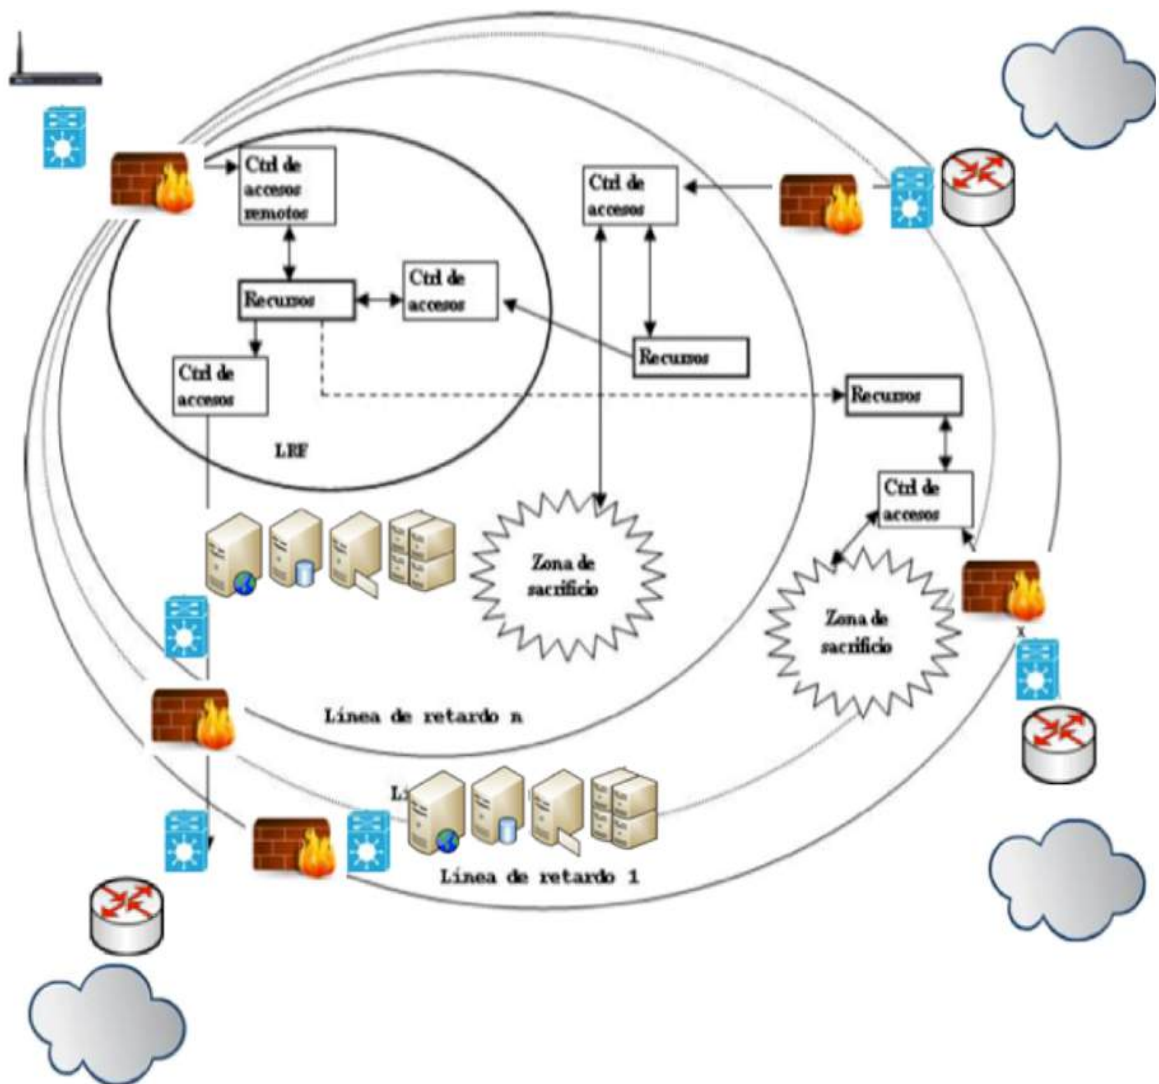 Ctrl de
accesos
remotos
Ctrl de
accesos
Recursos
Ctrl de
accesos
Recursos
Ctrl de
accesos
Recursos
LRF
Ctrl de
accesos
Zona de
sacrificio
Zona de
sacrificio
x
Línea de retardo n
Línea de retardo 1